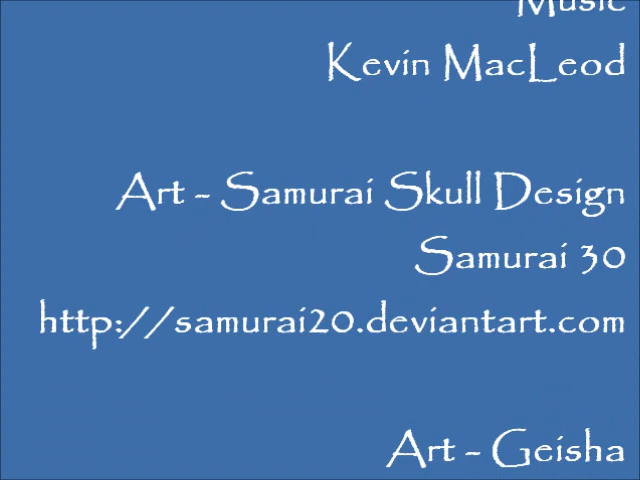 Music
Kevin MacLeod
Art - Samurai Skull Design
Samurai 30
http://samurai20.deviantart.com
Art - Geisha